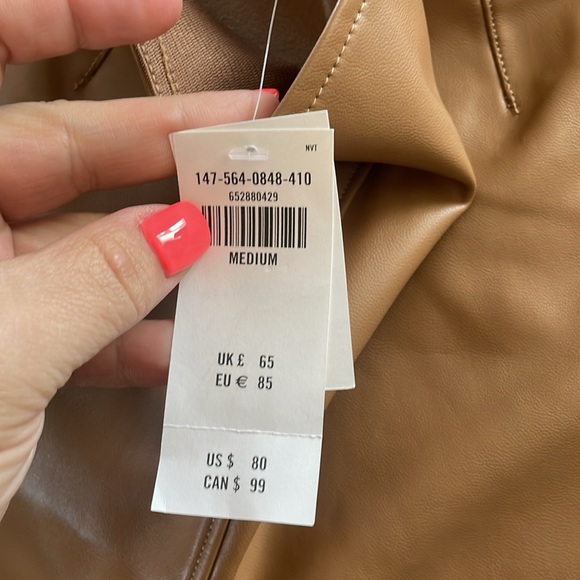 NVT
147-564-0848-410
652880429
MEDIUM
UK £ 65
EU € 85
US $ 80
CAN $ 99